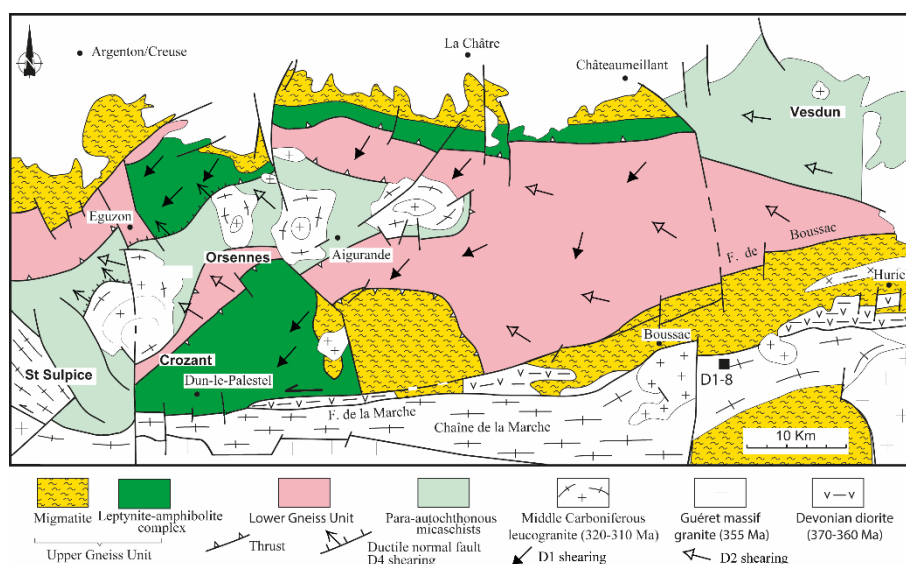 Argenton/Creuse
La Châtre
Châteaumeillant
Vesdun
Eguzon
Orsennes
Aigurande
F. de Boussac
Huriel
Crozant
Boussac
St Sulpice
Dun-le-Palestel
D1-8
F. de la Marche
Chaîne de la Marche
10 Km
Migmatite
Leptynite-amphibolite
complex
Upper Gneiss Unit
Lower Gneiss Unit
Thrust
Para-autochthonous
micaschists
Ductile normal fault
D4 shearing
Middle Carboniferous
leucogranite (320-310 Ma)
D1 shearing
Guéret massif
granite (355 Ma)
D2 shearing
Devonian diorite
(370-360 Ma)